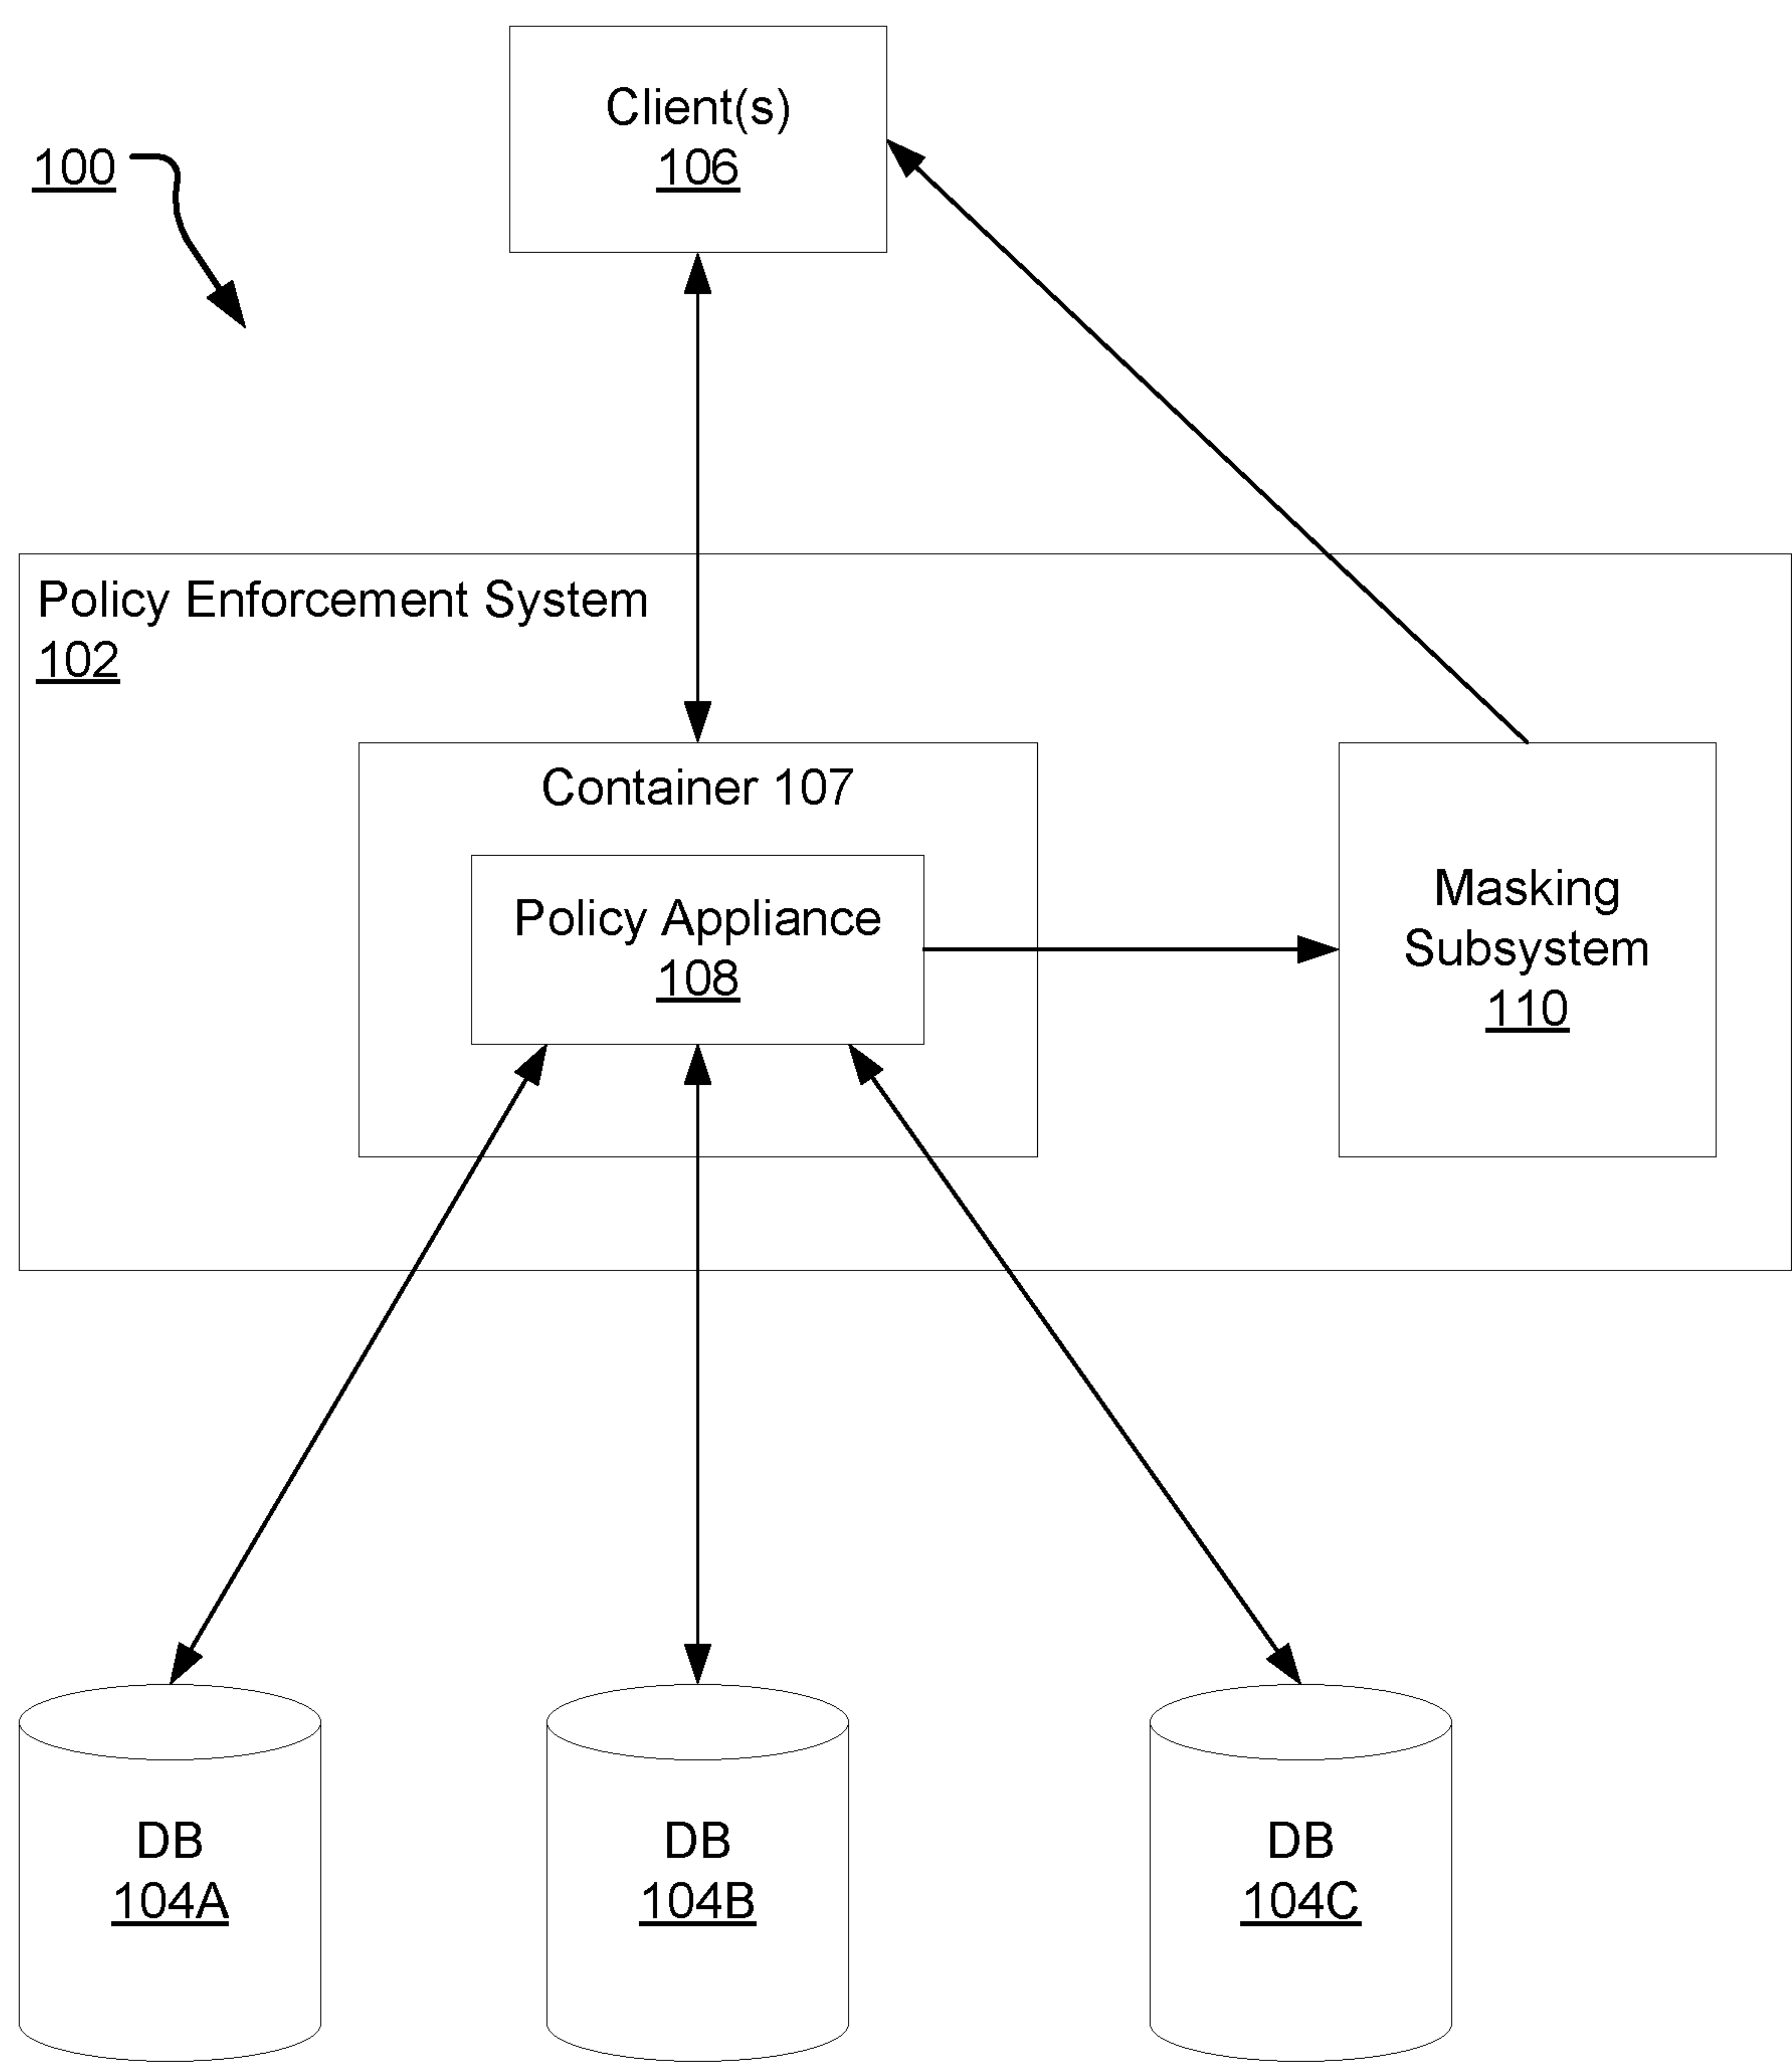 Client(s)
106
100
Policy Enforcement System
102
Container 107
Policy Appliance
108
Masking
Subsystem
110
DB
104A
DB
104B
DB
104C